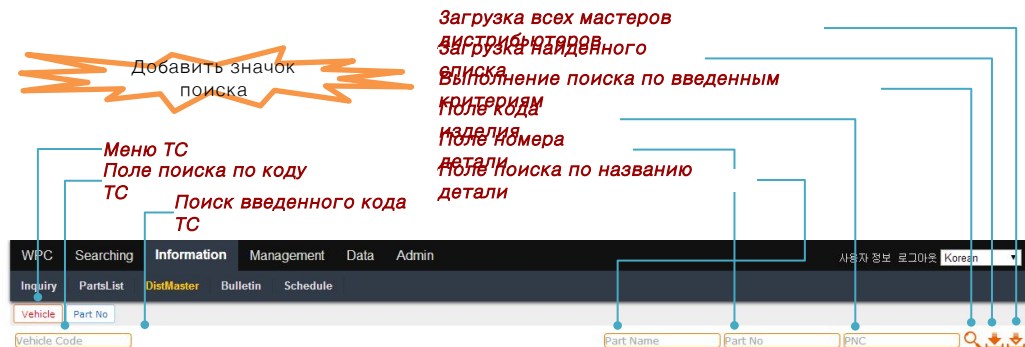 Загрузка всех мастеров
дистрибьютеров
Загрузка найденного
списка
Выполнение поиска по введенным
критериям
Поле кода
изделия
Поле номера
детали
Поле поиска по названию
детали
Добавить значок
поиска
Меню ТС
Поле поиска по коду
ТС
Поиск введенного кода
ТС
WPC Searching Information Management Data Admin 사용자 정보 로그아웃 Korean
Inquiry PartsList DistMaster Bulletin Schedule
Vehicle Part No
Vehicle Code Part Name Part No PNC